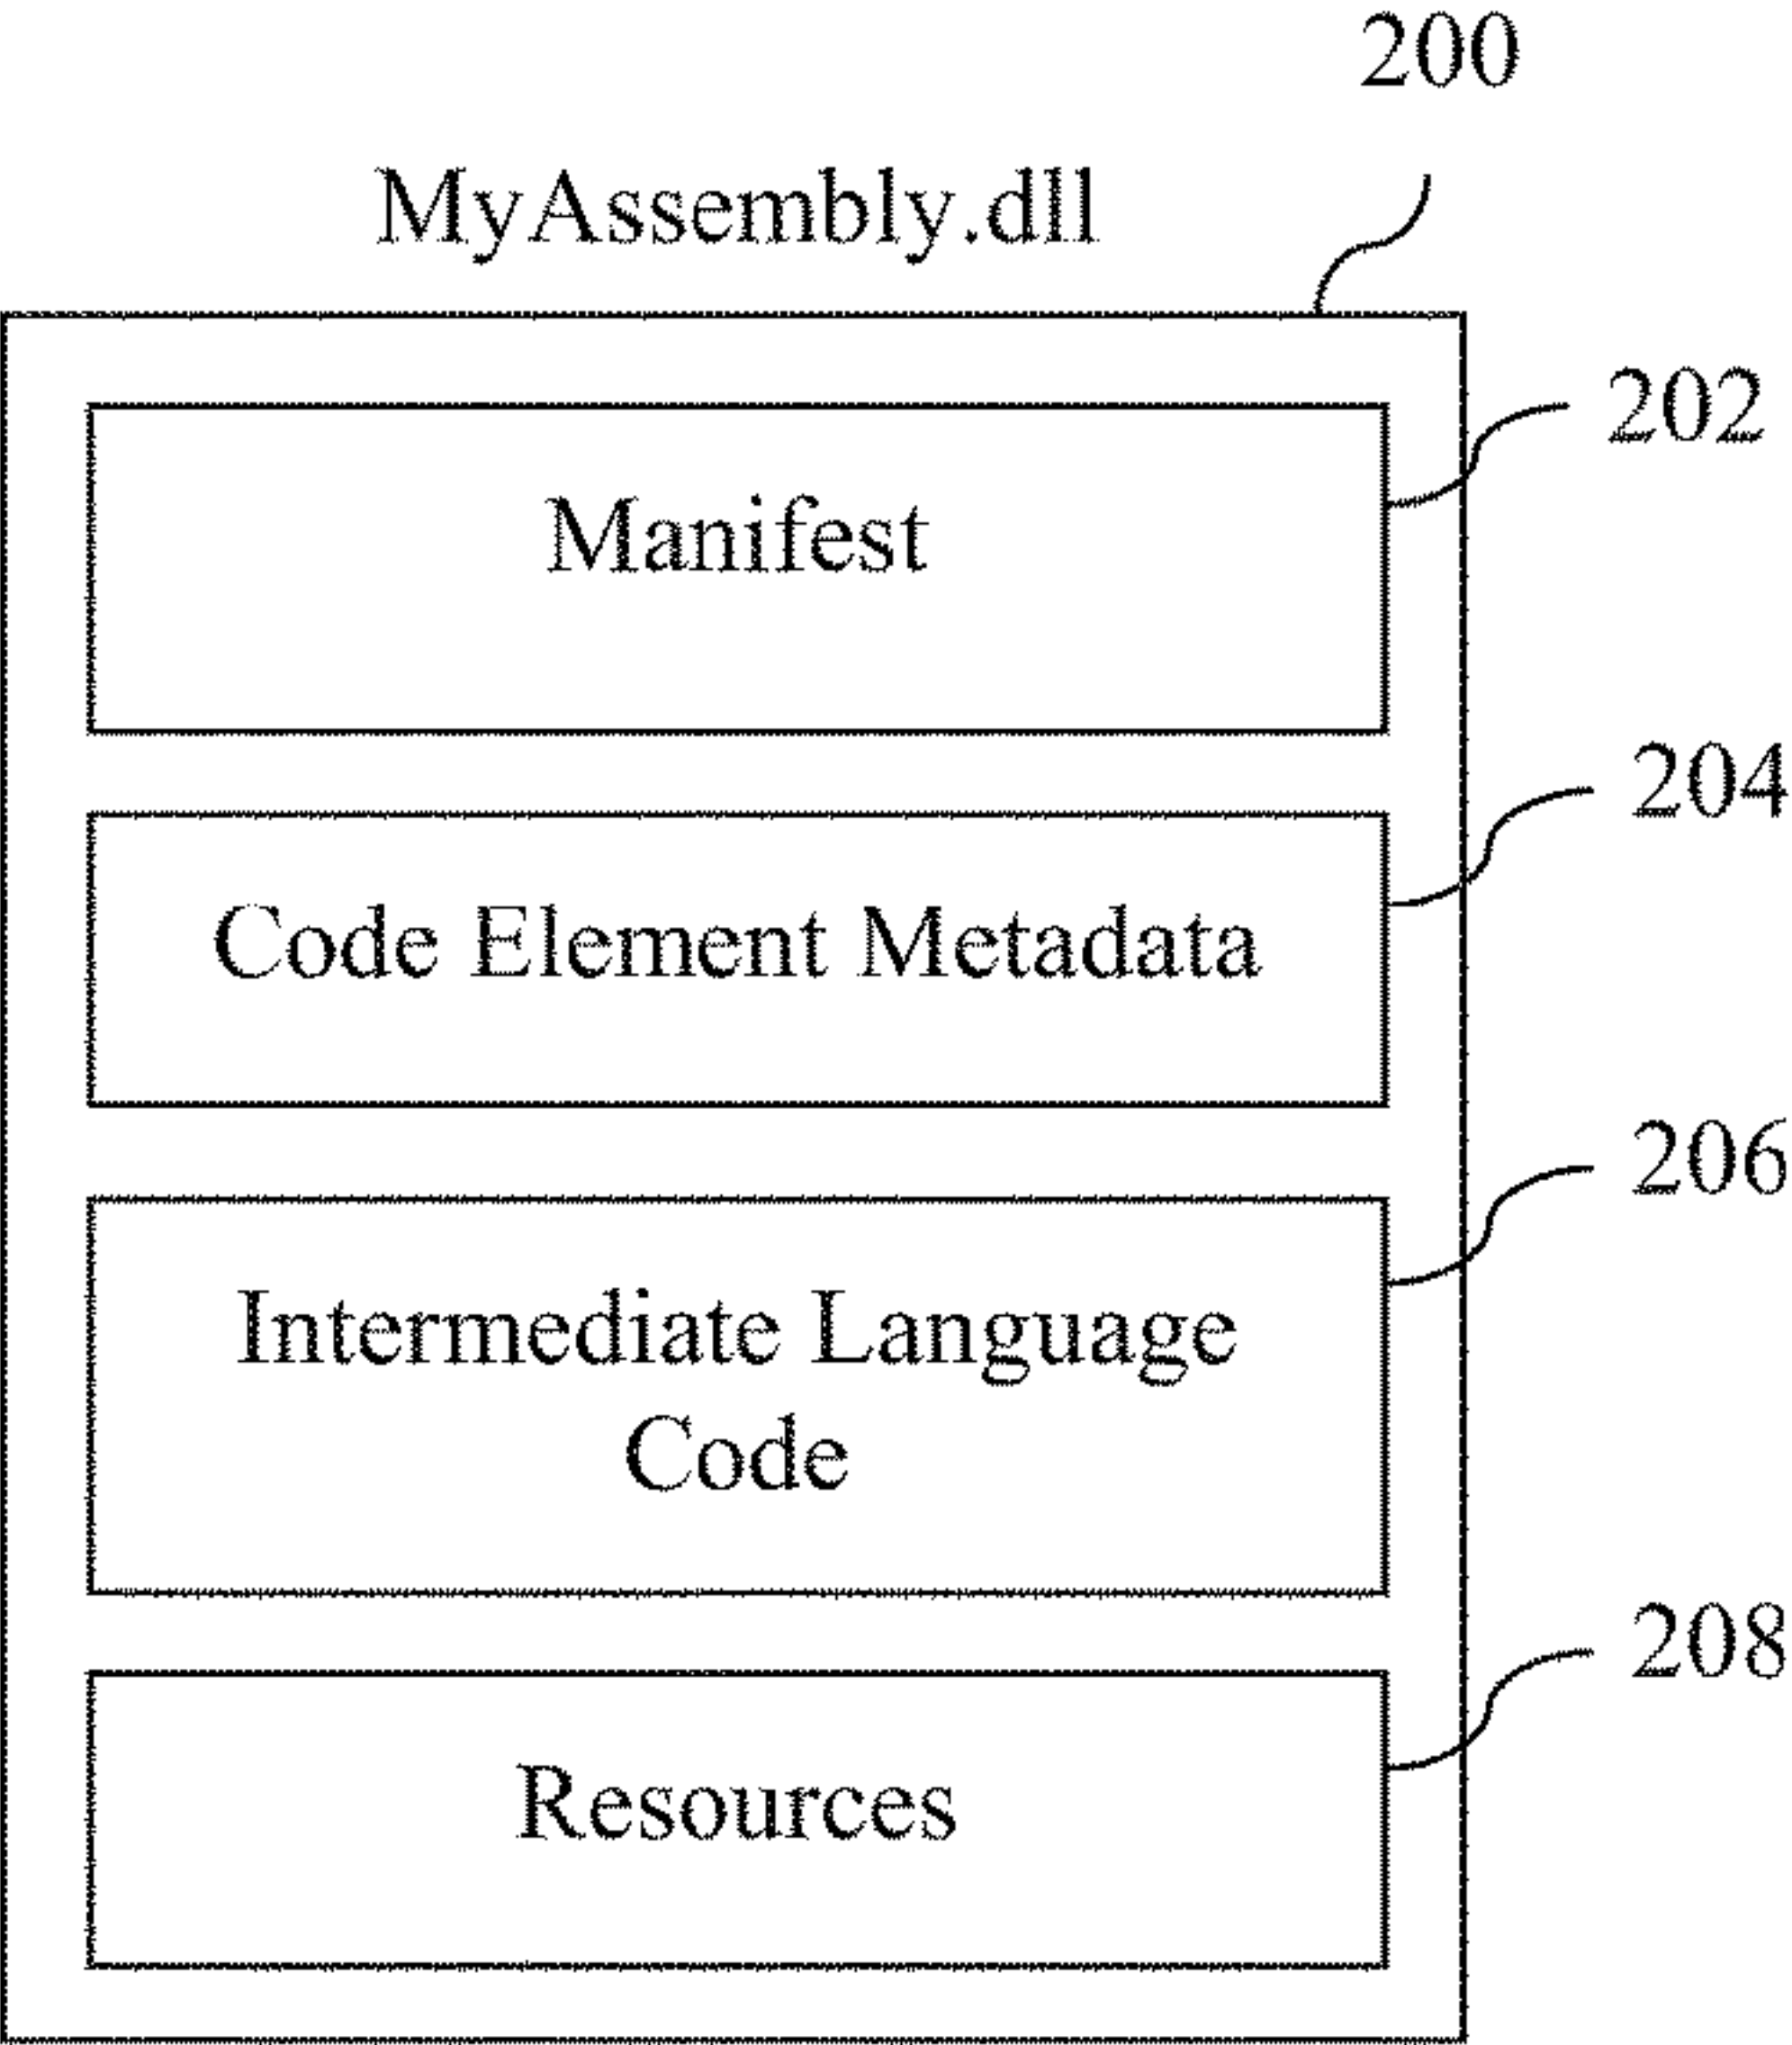 200
MyAssembly.dll
202
Manifest
204
Code Element Metadata
206
Intermediate Language
Code
208
Resources